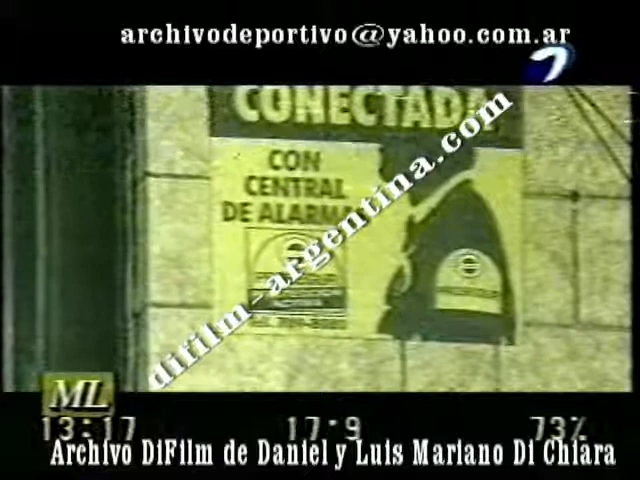 archivodeportivo@yahoo.com.ar
CONECTADA
CON
CENTRAL
DE ALARMA
difilm-argentina.com
ML
13:17 17:9 73%
Archivo DiFilm de Daniel y Luis Mariano Di Chiara